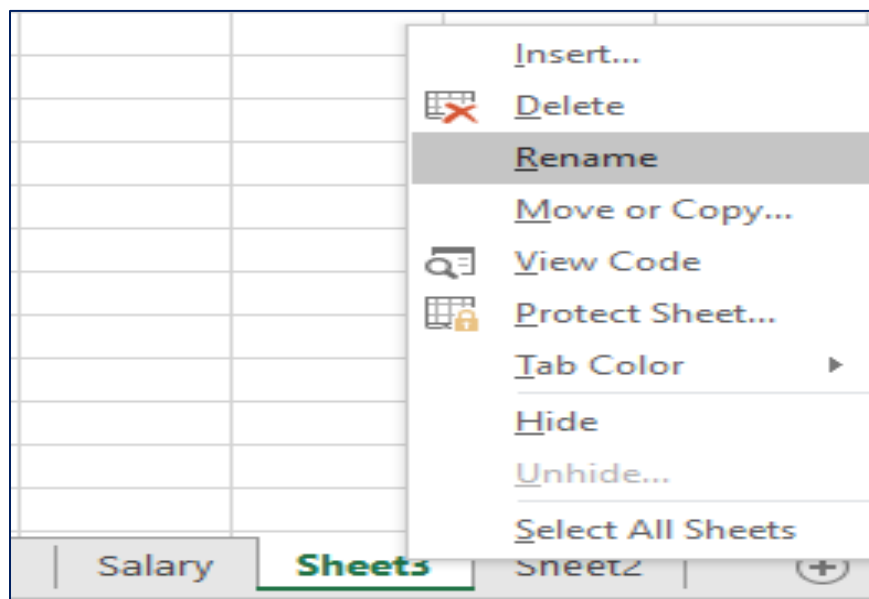 Insert...
Delete
Rename
Move or Copy...
View Code
Protect Sheet...
Tab Color
Hide
Unhide...
Select All Sheets
Salary Sheet3 Sheet2